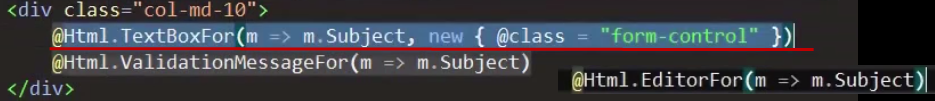 <div class="col-md-10">
@Html.TextBoxFor(m => m.Subject, new { @class = "form-control" })
@Html.ValidationMessageFor(m => m.Subject)
@Html.EditorFor(m => m.Subject)
</div>